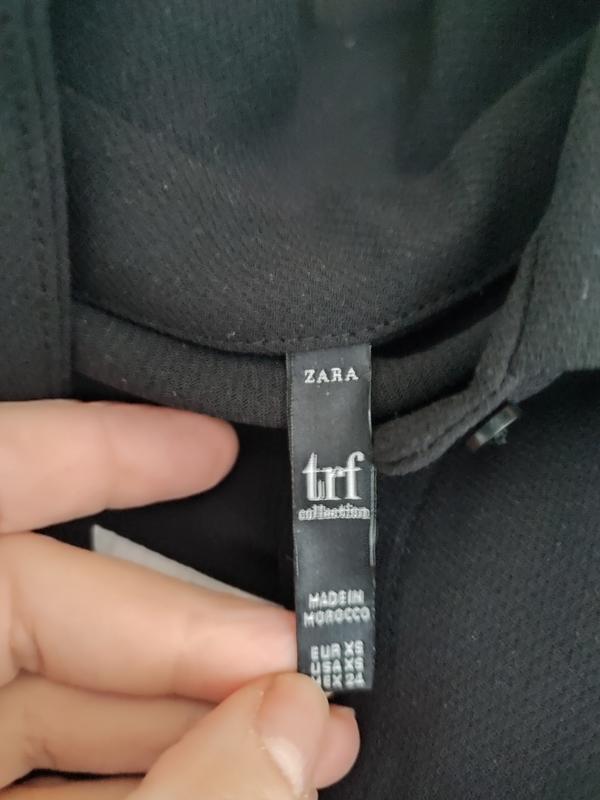 ZARA
trf
collection
MADE IN
MOROCCO
EUR XS
USA XS
MEX 24